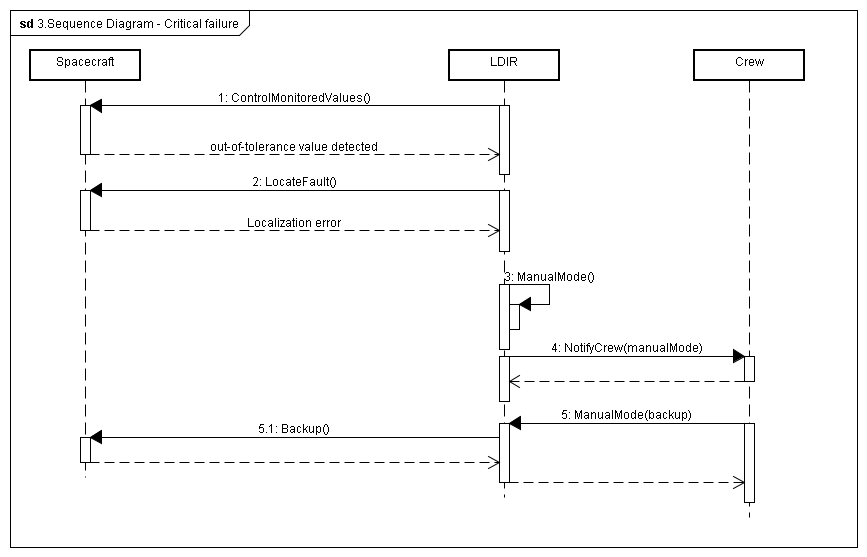 sd 3.Sequence Diagram - Critical failure
Spacecraft
LDIR
Crew
1: ControlMonitoredValues()
out-of-tolerance value detected
2: LocateFault()
Localization error
3: ManualMode()
4: NotifyCrew(manualMode)
5: ManualMode(backup)
5.1: Backup()